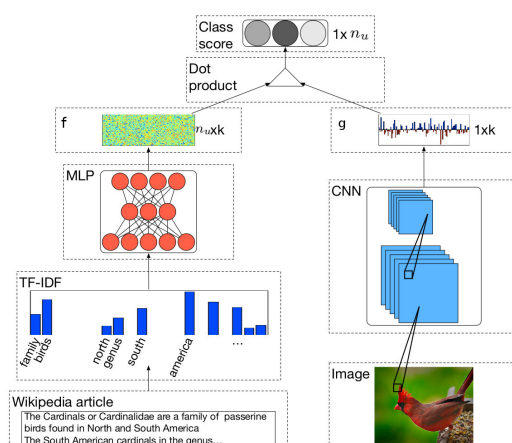 Class
score
1x n_u
Dot
product
f
n_uxk
g
1xk
MLP
CNN
TF-IDF
family
birds
north
genus
south
america
...
Wikipedia article
The Cardinals or Cardinalidae are a family of passerine
birds found in North and South America
The South American cardinals in the genus...
Image